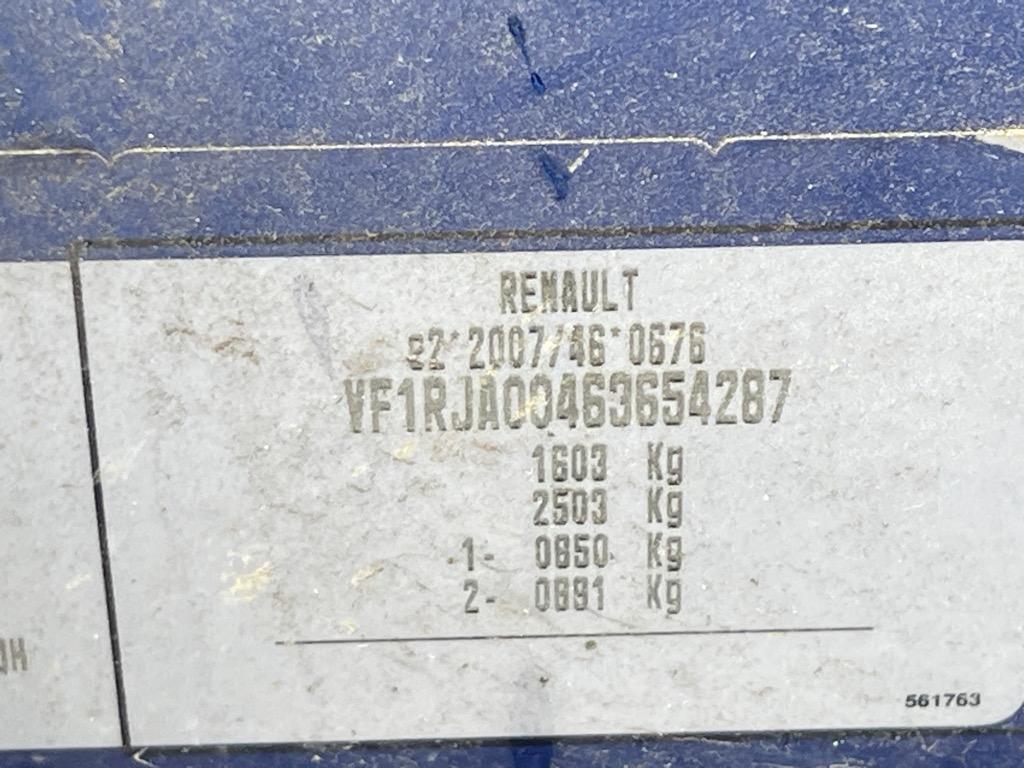 RENAULT
e2*2007/46*0676
VF1RJA00463654287
1603 Kg
2503 Kg
1- 0850 Kg
2- 0891 Kg
561763